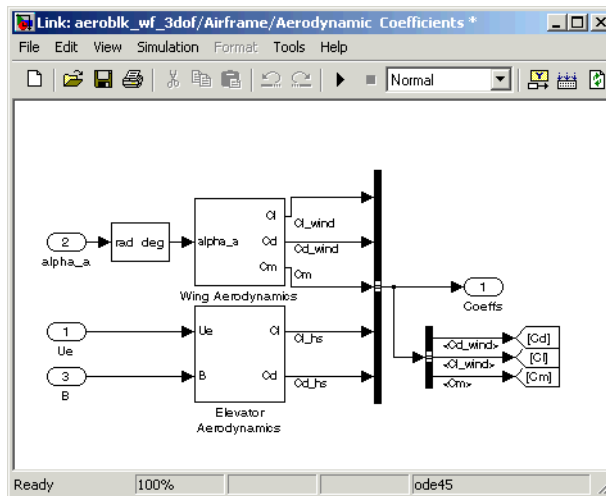 Link: aeroblk_wf_3dof/Airframe/Aerodynamic Coefficients *
File Edit View Simulation Format Tools Help
Normal
Cl
Cl_wind
2
rad deg
alpha_a
Cd
Cd_wind
alpha_a
Cm
Cm
Wing Aerodynamics
1
Coeffs
1
Ue
Cl
Cl_hs
Ue
<Cd_wind>
[Cd]
<Cl_wind>
[Cl]
3
B
Cd
Cd_hs
<Cm>
[Cm]
B
Elevator
Aerodynamics
Ready 100% ode45